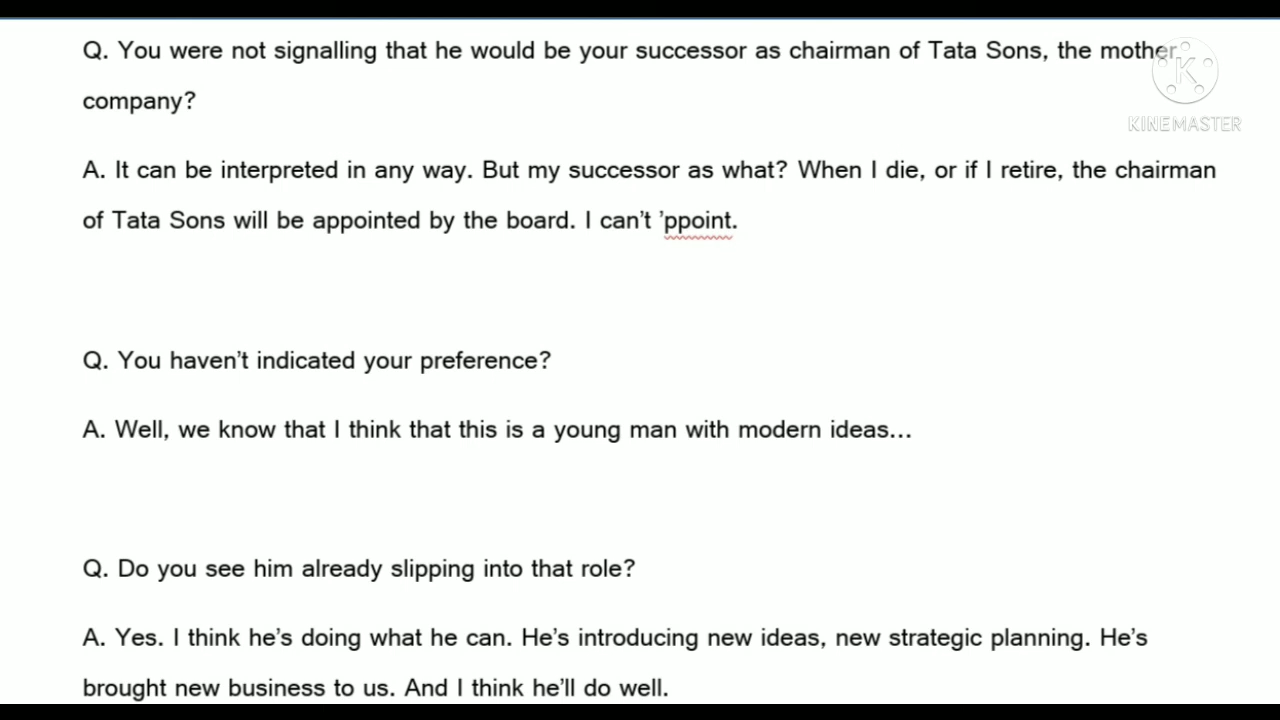 Q. You were not signalling that he would be your successor as chairman of Tata Sons, the mother
company?
KINEMASTER
A. It can be interpreted in any way. But my successor as what? When I die, or if I retire, the chairman
of Tata Sons will be appointed by the board. I can’t ’ppoint.
Q. You haven’t indicated your preference?
A. Well, we know that I think that this is a young man with modern ideas...
Q. Do you see him already slipping into that role?
A. Yes. I think he’s doing what he can. He’s introducing new ideas, new strategic planning. He’s
brought new business to us. And I think he’ll do well.